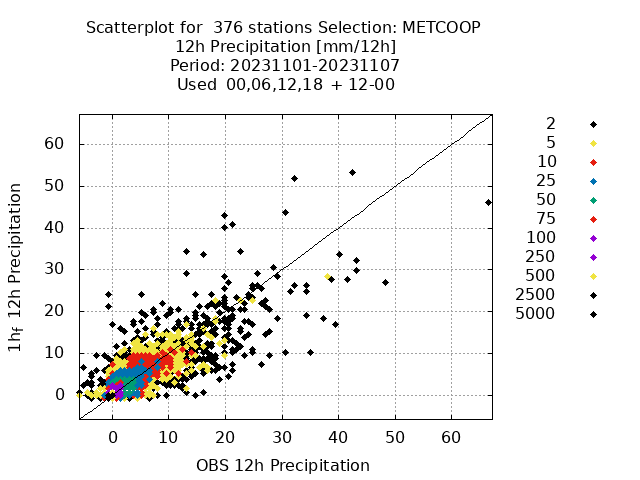 Scatterplot for  376 stations Selection: METCOOP
12h Precipitation [mm/12h]
Period: 20231101-20231107
Used  00,06,12,18 + 12-00
1hf 12h Precipitation
60
50
40
30
20
10
0
0 10 20 30 40 50 60
OBS 12h Precipitation
2
5
10
25
50
75
100
250
500
2500
5000